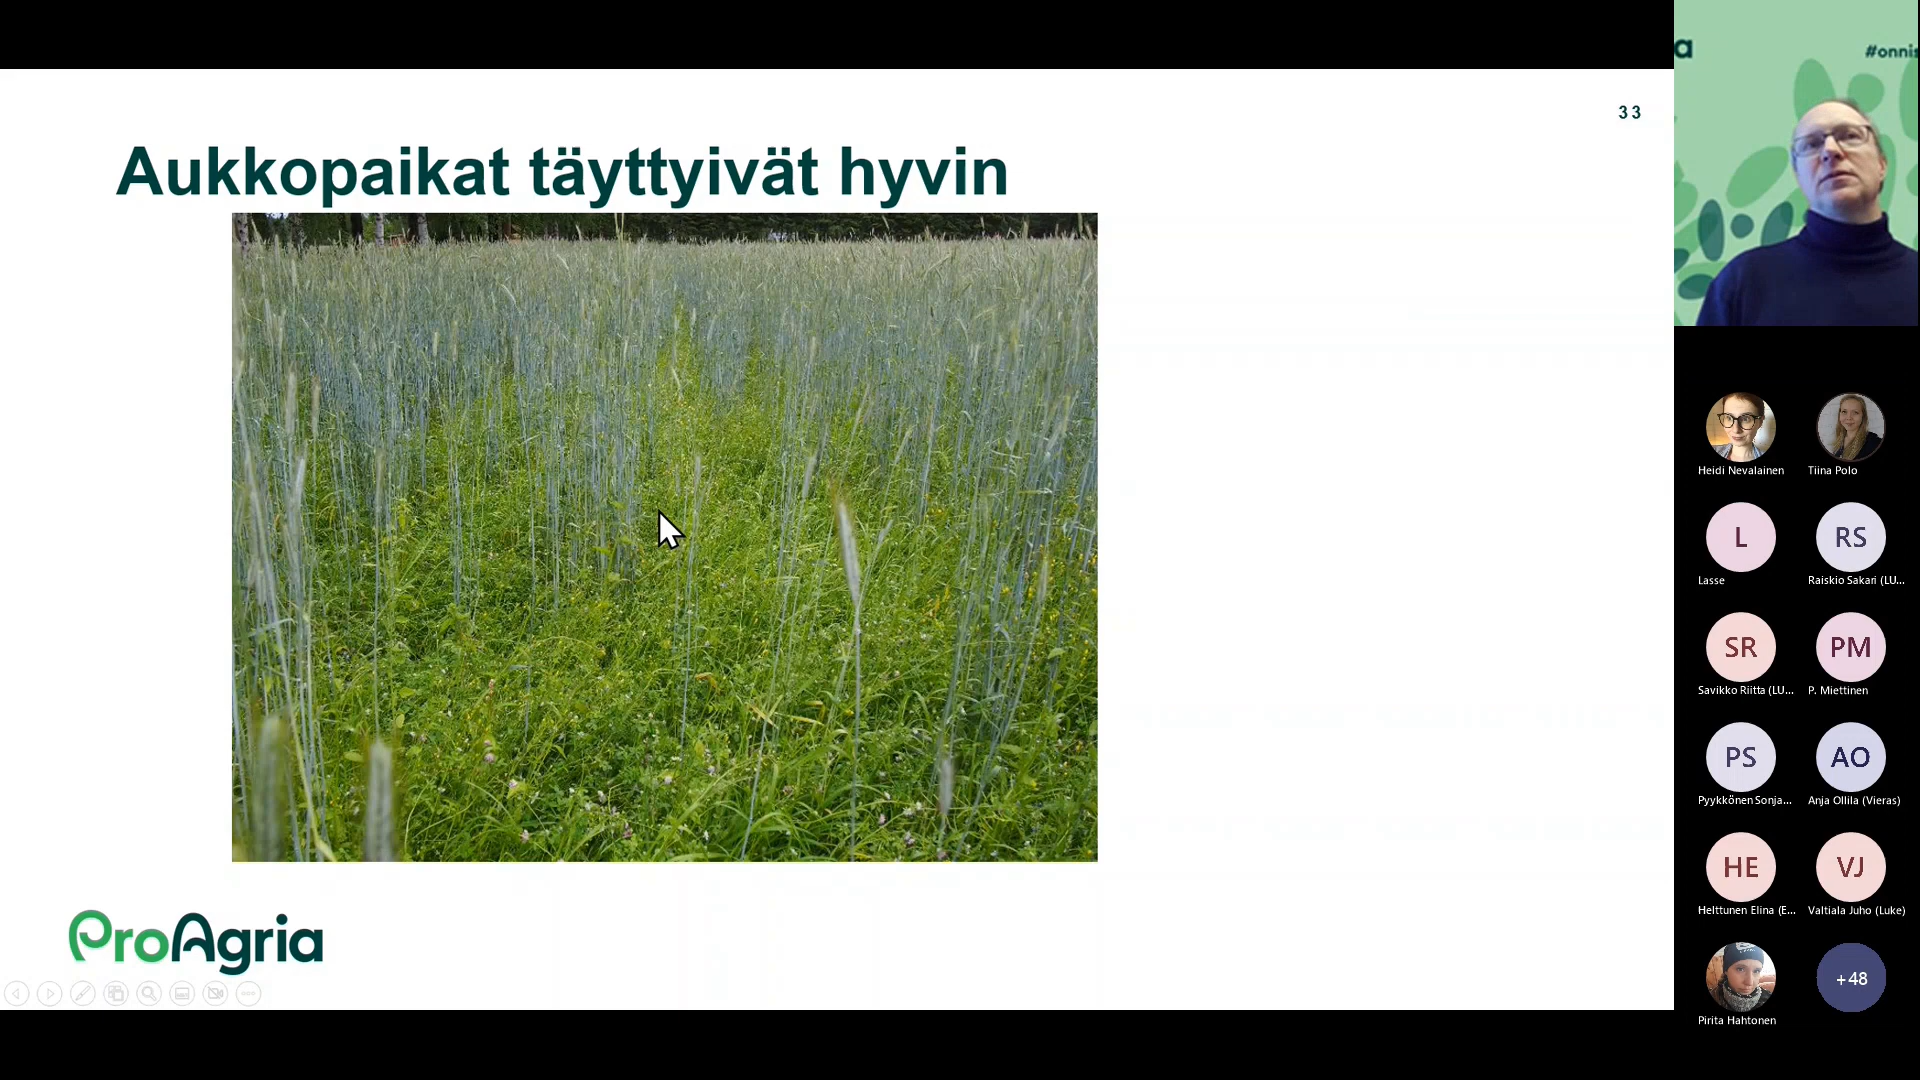 33
Aukkopaikat täyttyivät hyvin
ProAgria
a
#onnis
Heidi Nevalainen
Tiina Polo
L
RS
Lasse
Raiskio Sakari (LU...
SR
PM
Savikko Riitta (LU...
P. Miettinen
PS
AO
Pyykkönen Sonja...
Anja Ollila (Vieras)
HE
VJ
Helttunen Elina (E...
Valtiala Juho (Luke)
+48
Pirita Hahtonen